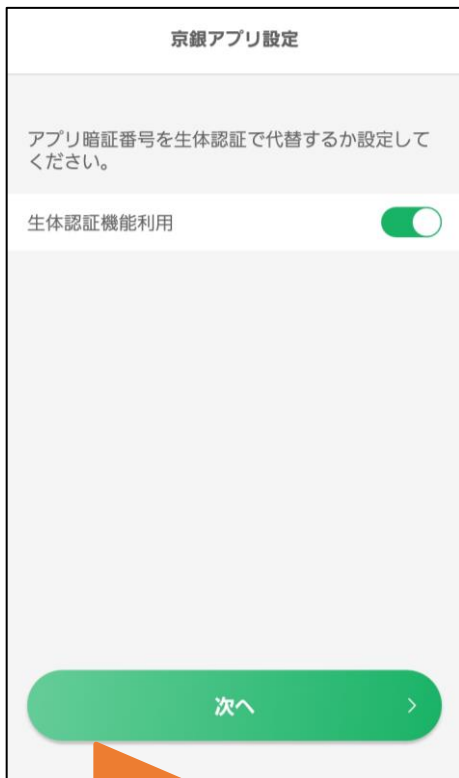 京銀アプリ設定
アプリ暗証番号を生体認証で代替するか設定して
ください。
生体認証機能利用
次へ